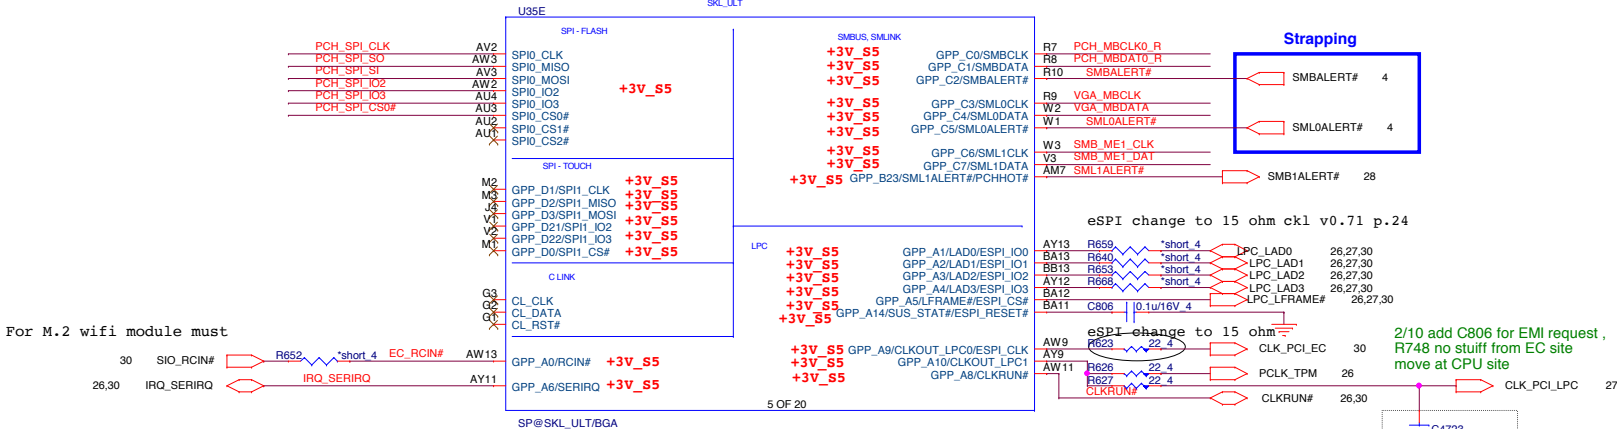 SKL_ULT
U35E
SPI - FLASH
SMBUS, SMLINK
Strapping
PCH_SPI_CLK AV2 SPI0_CLK
PCH_SPI_SO AW3 SPI0_MISO
PCH_SPI_SI AV3 SPI0_MOSI
PCH_SPI_IO2 AW2 SPI0_IO2
PCH_SPI_IO3 AU4 SPI0_IO3
PCH_SPI_CS0# AU3 SPI0_CS0#
AU2 SPI0_CS1#
AU1 SPI0_CS2#
+3V_S5
+3V_S5 GPP_C0/SMBCLK R7 PCH_MBCLK0_R
+3V_S5 GPP_C1/SMBDATA R8 PCH_MBDAT0_R
+3V_S5 GPP_C2/SMBALERT# R10 SMBALERT# SMBALERT# 4
+3V_S5 GPP_C3/SML0CLK R9 VGA_MBCLK
+3V_S5 GPP_C4/SML0DATA W2 VGA_MBDATA
+3V_S5 GPP_C5/SML0ALERT# W1 SML0ALERT# SML0ALERT# 4
+3V_S5 GPP_C6/SML1CLK W3 SMB_ME1_CLK
+3V_S5 GPP_C7/SML1DATA V3 SMB_ME1_DAT
+3V_S5 GPP_B23/SML1ALERT#/PCHHOT# AM7 SML1ALERT# SMB1ALERT# 28
SPI - TOUCH
M2 GPP_D1/SPI1_CLK +3V_S5
M3 GPP_D2/SPI1_MISO +3V_S5
J4 GPP_D3/SPI1_MOSI +3V_S5
V1 GPP_D21/SPI1_IO2 +3V_S5
V2 GPP_D22/SPI1_IO3 +3V_S5
M1 GPP_D0/SPI1_CS# +3V_S5
eSPI change to 15 ohm ckl v0.71 p.24
LPC
+3V_S5 GPP_A1/LAD0/ESPI_IO0 AY13 R659 *short_4 LPC_LAD0 26,27,30
+3V_S5 GPP_A2/LAD1/ESPI_IO1 BA13 R640 *short_4 LPC_LAD1 26,27,30
+3V_S5 GPP_A3/LAD2/ESPI_IO2 BB13 R653 *short_4 LPC_LAD2 26,27,30
+3V_S5 GPP_A4/LAD3/ESPI_IO3 AY12 R668 *short_4 LPC_LAD3 26,27,30
+3V_S5 GPP_A5/LFRAME#/ESPI_CS# BA12 LPC_LFRAME# 26,27,30
+3V_S5 GPP_A14/SUS_STAT#/ESPI_RESET# BA11 C806 0.1u/16V_4
C LINK
G3 CL_CLK
G2 CL_DATA
G1 CL_RST#
For M.2 wifi module must
eSPI change to 15 ohm
30 SIO_RCIN# R652 *short_4 EC_RCIN# AW13 GPP_A0/RCIN# +3V_S5
26,30 IRQ_SERIRQ IRQ_SERIRQ AY11 GPP_A6/SERIRQ +3V_S5
+3V_S5 GPP_A9/CLKOUT_LPC0/ESPI_CLK AW9 R623 22_4 CLK_PCI_EC 30
+3V_S5 GPP_A10/CLKOUT_LPC1 AY9 R626 22_4 PCLK_TPM 26
+3V_S5 GPP_A8/CLKRUN# AW11 R627 22_4 CLK_PCI_LPC 27
CLKRUN# CLKRUN# 26,30
2/10 add C806 for EMI request ,
R748 no stuiff from EC site
move at CPU site
5 OF 20
SP@SKL_ULT/BGA
C4723